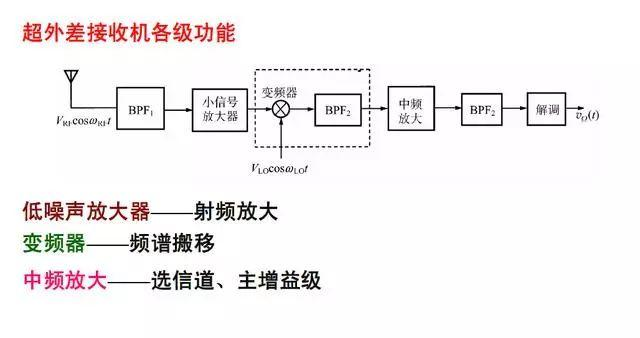 超外差接收机各级功能
变频器
BPF₁
小信号
放大器
BPF₂
中频
放大
BPF₂
解调
v_O(t)
V_RF cosω_RF t
V_LO cosω_LO t
低噪声放大器——射频放大
变频器——频谱搬移
中频放大——选信道、主增益级